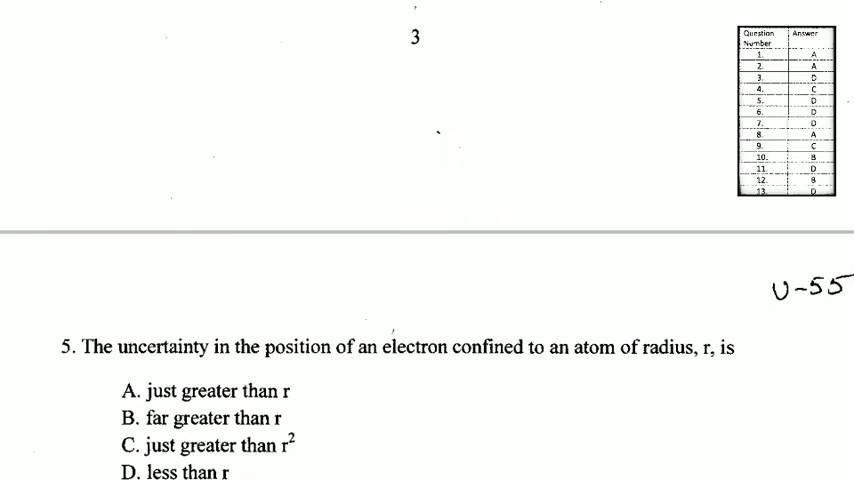 3
Question Number Answer
1. A
2. A
3. D
4. C
5. D
6. D
7. D
8. A
9. C
10. B
11. D
12. B
13. D
U-55
5. The uncertainty in the position of an electron confined to an atom of radius, r, is
A. just greater than r
B. far greater than r
C. just greater than r²
D. less than r